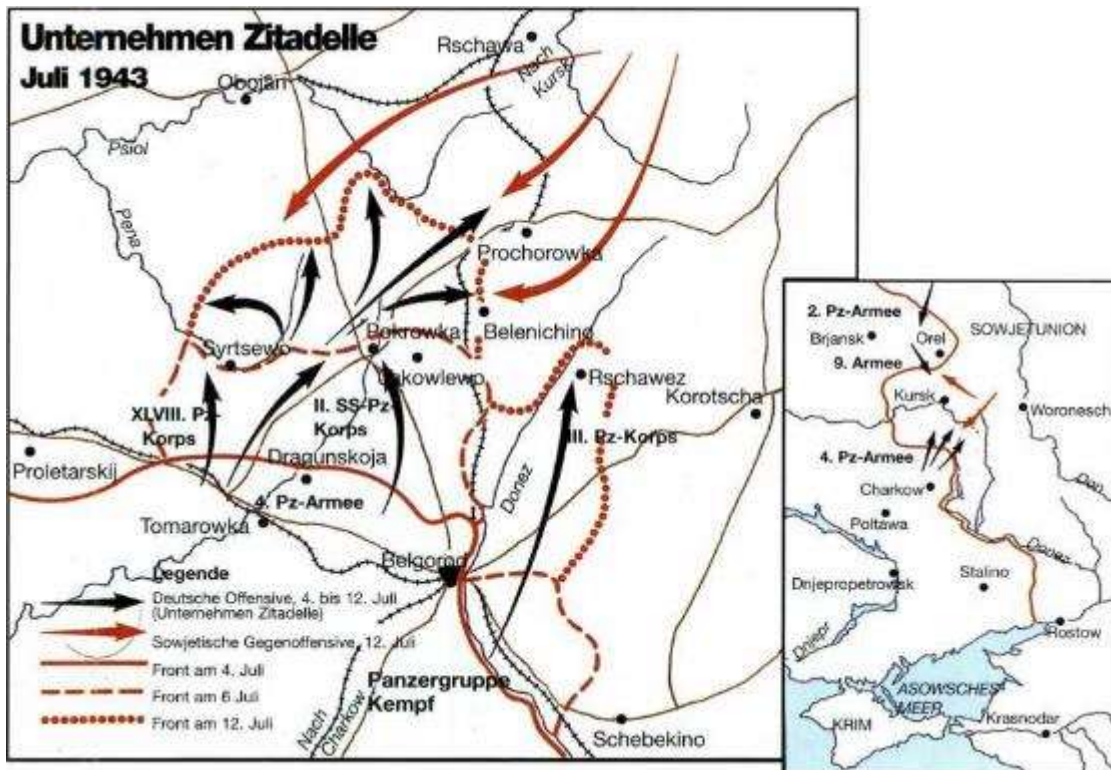 Unternehmen Zitadelle
Juli 1943
Rschawa
Nach
Kursk
Obojan
Psiol
Pena
Prochorowka
Pokrowka
Belenichino
Syrtsewo
Jakowlewo
Rschawez
Korotscha
XLVIII. Pz-
Korps
II. SS-Pz-
Korps
III. Pz-Korps
Proletarskij
Dragunskoja
4. Pz-Armee
Donez
Tomarowka
Belgorod
Legende
Deutsche Offensive, 4. bis 12. Juli
(Unternehmen Zitadelle)
Sowjetische Gegenoffensive, 12. Juli
Front am 4. Juli
Front am 6 Juli
Front am 12. Juli
Nach
Charkow
Panzergruppe
Kempf
Schebekino
2. Pz-Armee
SOWJETUNION
Brjansk
Orel
9. Armee
Kursk
Woronesch
4. Pz-Armee
Don
Charkow
Poltawa
Donez
Dnjepropetrowsk
Stalino
Dnjepr
Rostow
ASOWSCHES
MEER
KRIM
Krasnodar